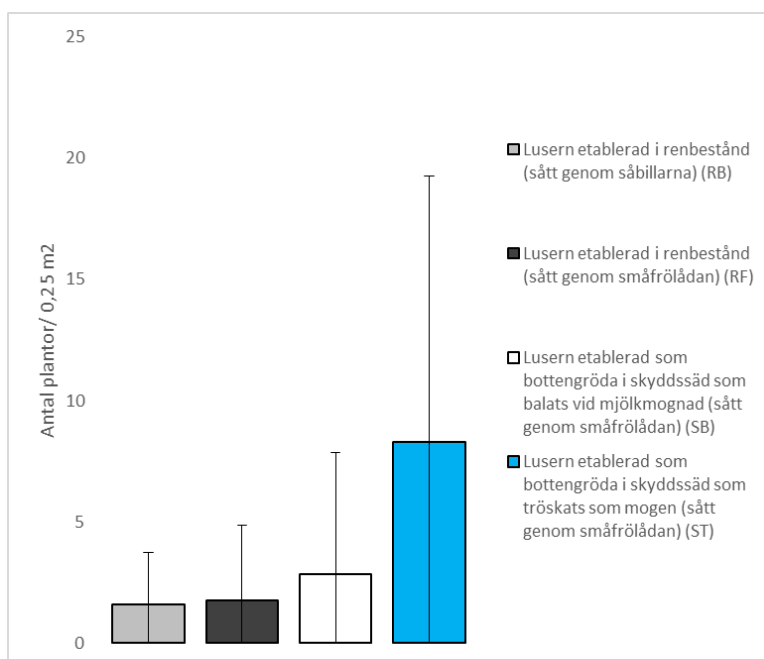 25
20
15
10
5
0
Antal plantor/ 0,25 m2
Lusern etablerad i renbestånd
(sått genom såbillarna) (RB)
Lusern etablerad i renbestånd
(sått genom småfrölådan) (RF)
Lusern etablerad som
bottengröda i skyddssäd som
balats vid mjölkmognad (sått
genom småfrölådan) (SB)
Lusern etablerad som
bottengröda i skyddssäd som
tröskats som mogen (sått
genom småfrölådan) (ST)